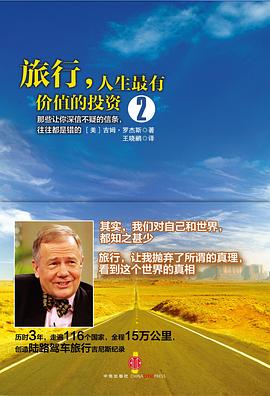 旅行，人生最有
价值的投资 2
那些让你深信不疑的信条，
往往都是错的 [美] 吉姆·罗杰斯 著
王晓鹂 译
其实，我们对自己和世界，
都知之甚少
旅行，让我抛弃了所谓的真理，
看到这个世界的真相
历时3年，走遍116个国家，全程15万公里，
创造陆路驾车旅行吉尼斯纪录
中信出版社 CHINA CITIC PRESS